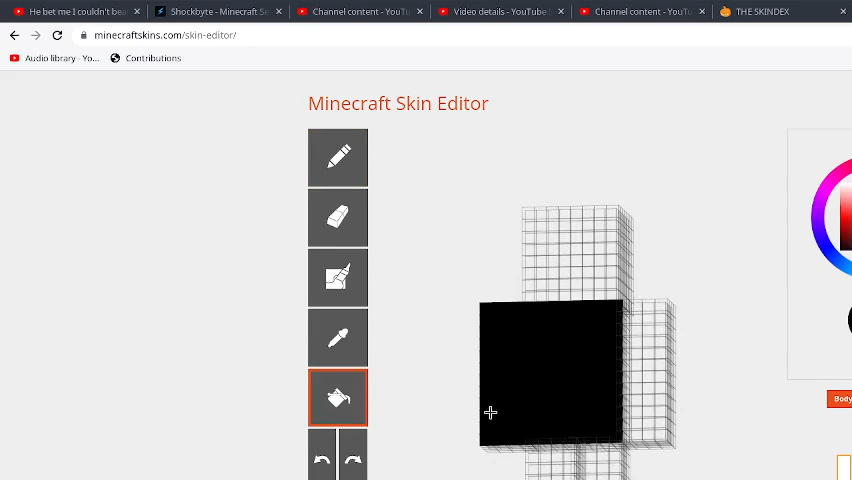 He bet me I couldn't bea
Shockbyte - Minecraft Se
Channel content - YouTu
Video details - YouTube S
Channel content - YouTu
THE SKINDEX
minecraftskins.com/skin-editor/
Audio library - Yo...
Contributions
Minecraft Skin Editor
Body